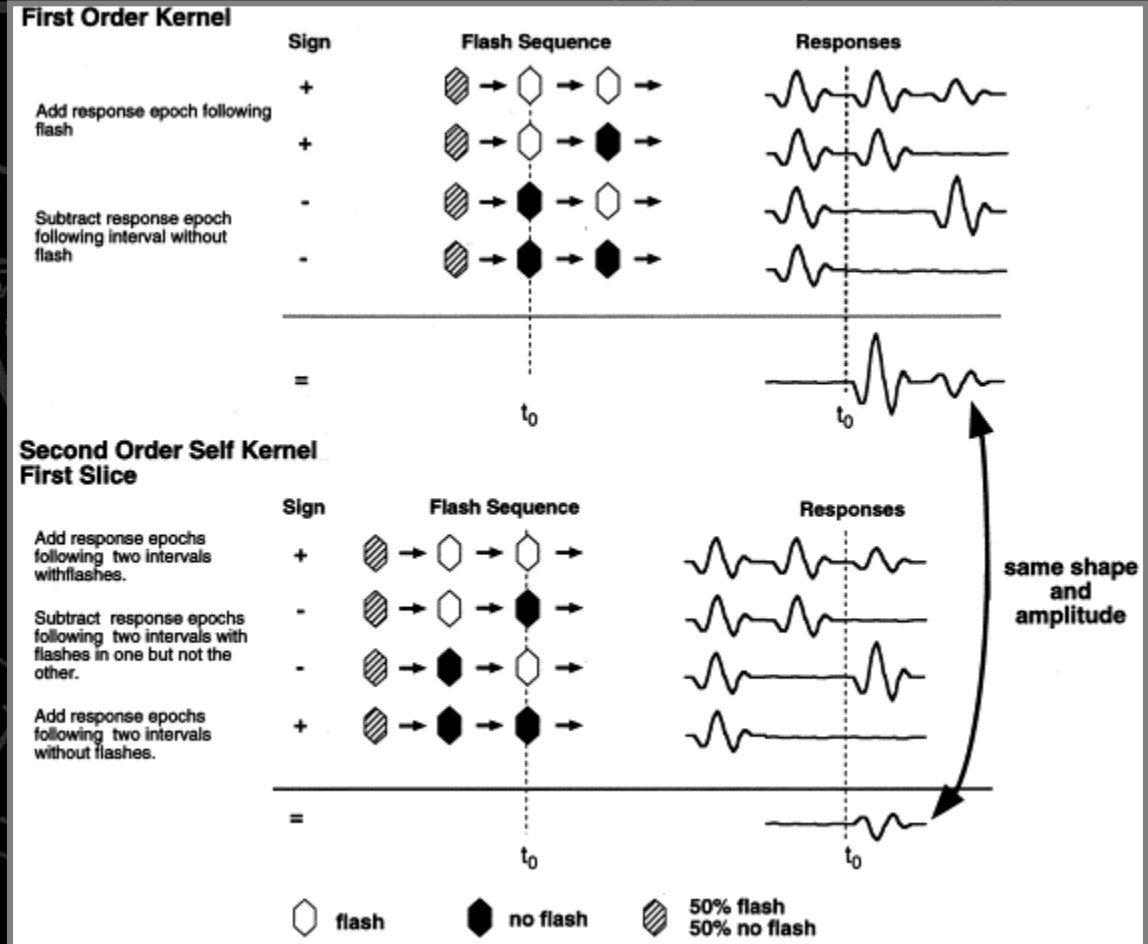 First Order Kernel
Sign
Flash Sequence
Responses
Add response epoch following
flash
+
+
Subtract response epoch
following interval without
flash
-
-
=
t0
t0
Second Order Self Kernel
First Slice
Sign
Flash Sequence
Responses
Add response epochs
following two intervals
withflashes.
+
Subtract response epochs
following two intervals with
flashes in one but not the
other.
-
-
Add response epochs
following two intervals
without flashes.
+
same shape
and
amplitude
=
t0
t0
flash
no flash
50% flash
50% no flash